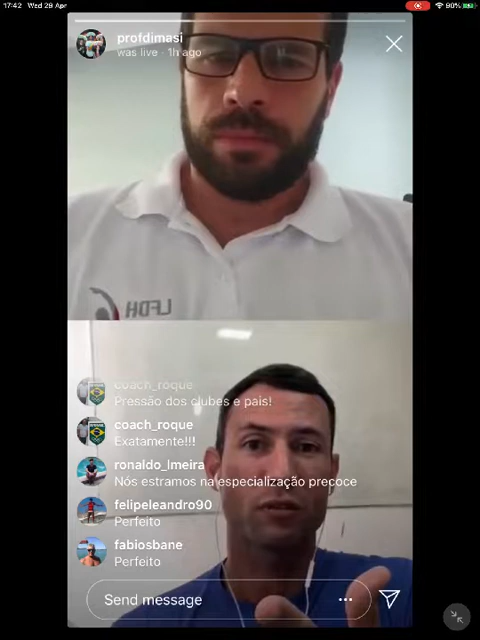 17:42 Wed 29 Apr
90%
profdimasi
was live · 1h ago
LFDH
coach_roque
Pressão dos clubes e pais!
coach_roque
Exatamente!!!
ronaldo_lmeira
Nós estramos na especialização precoce
felipeleandro90
Perfeito
fabiosbane
Perfeito
Send message